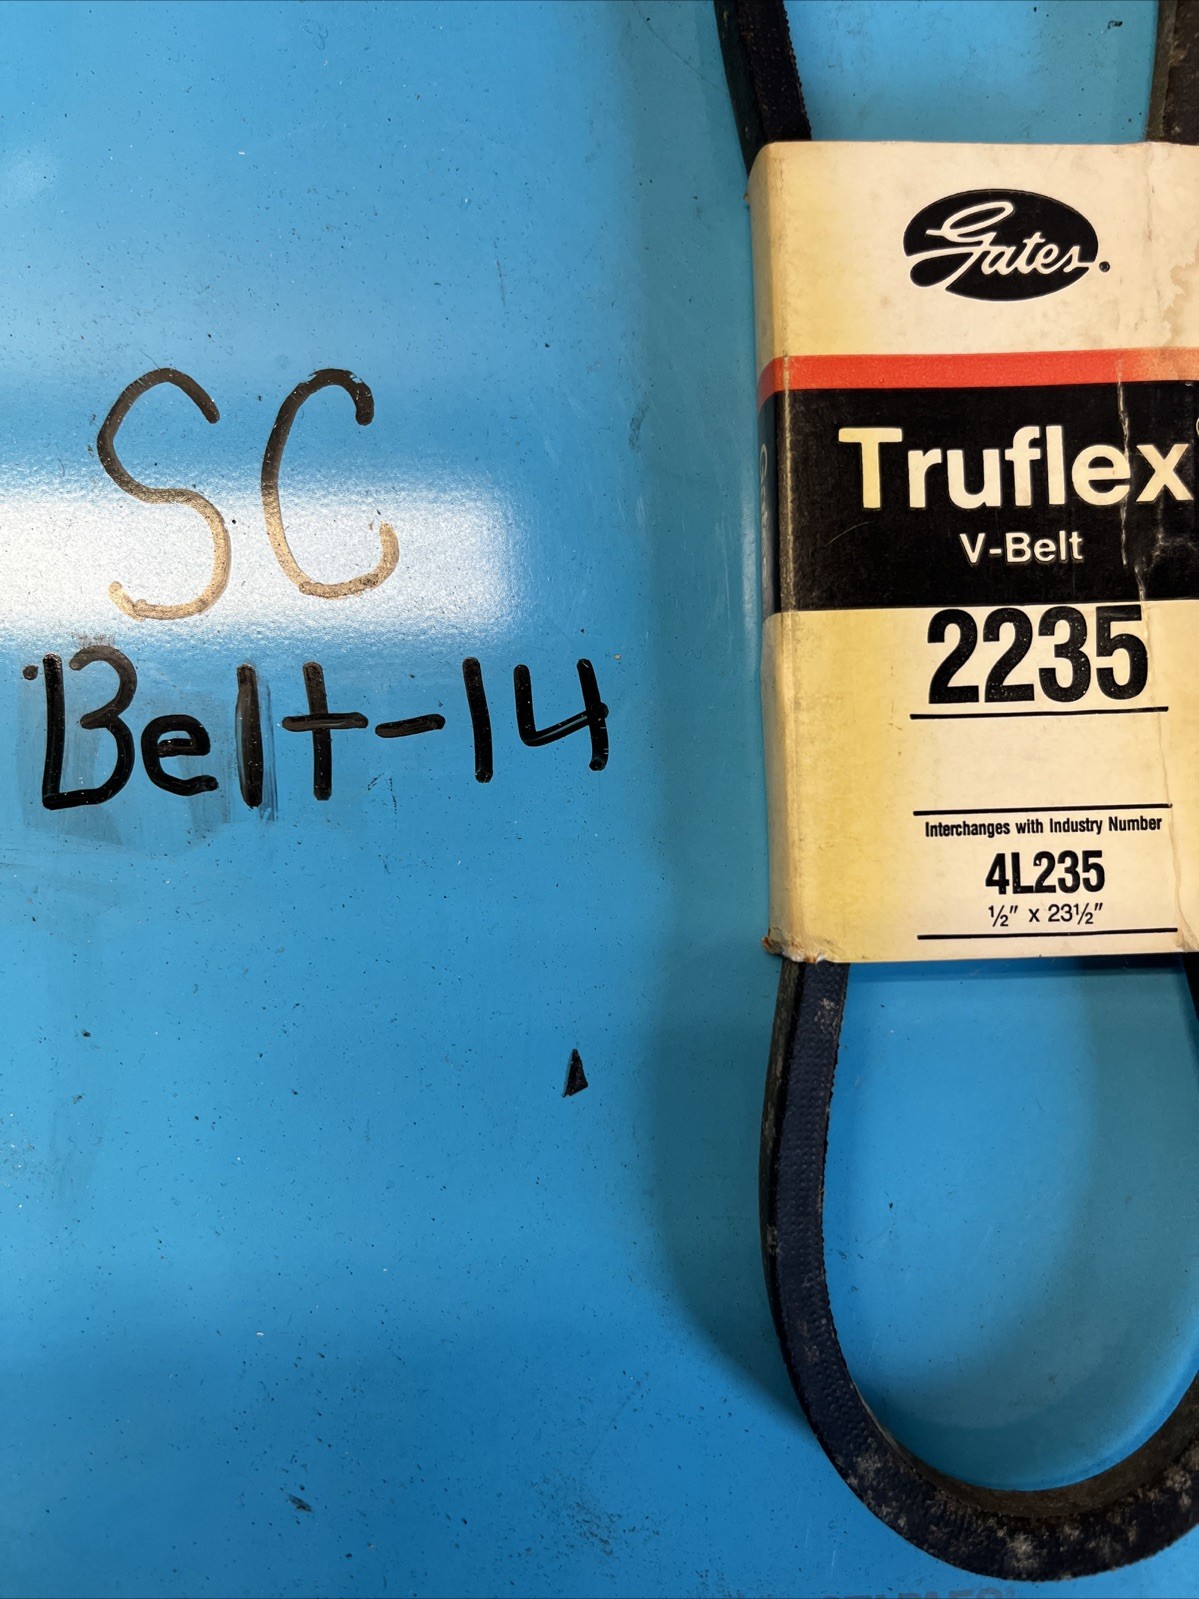 SC
Belt-14
Gates
Truflex
V-Belt
2235
Interchanges with Industry Number
4L235
½" x 23½"